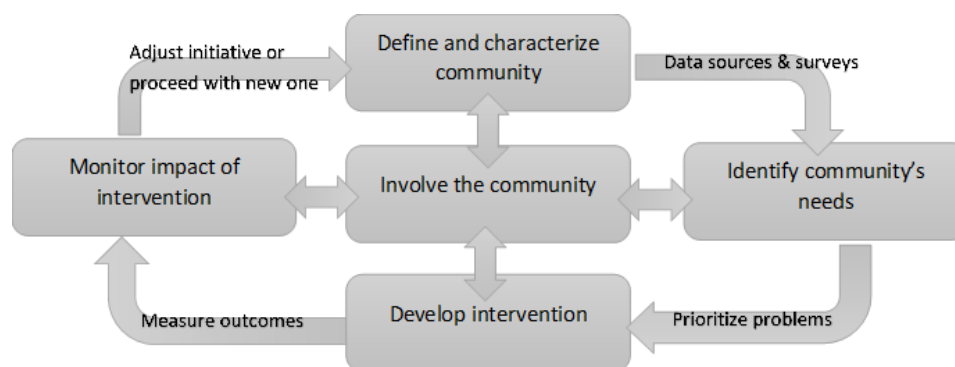 Define and characterize
community
Adjust initiative or
proceed with new one
Data sources & surveys
Monitor impact of
intervention
Involve the community
Identify community’s
needs
Develop intervention
Measure outcomes
Prioritize problems